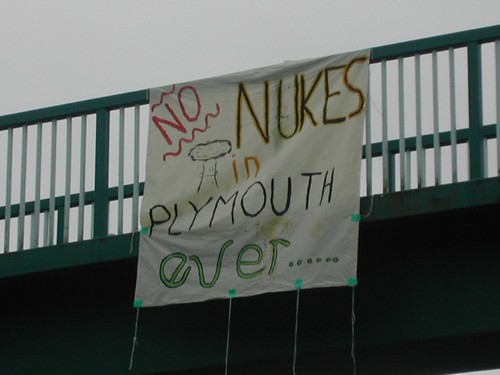 NO NUKES
in
PLYMOUTH
ever......